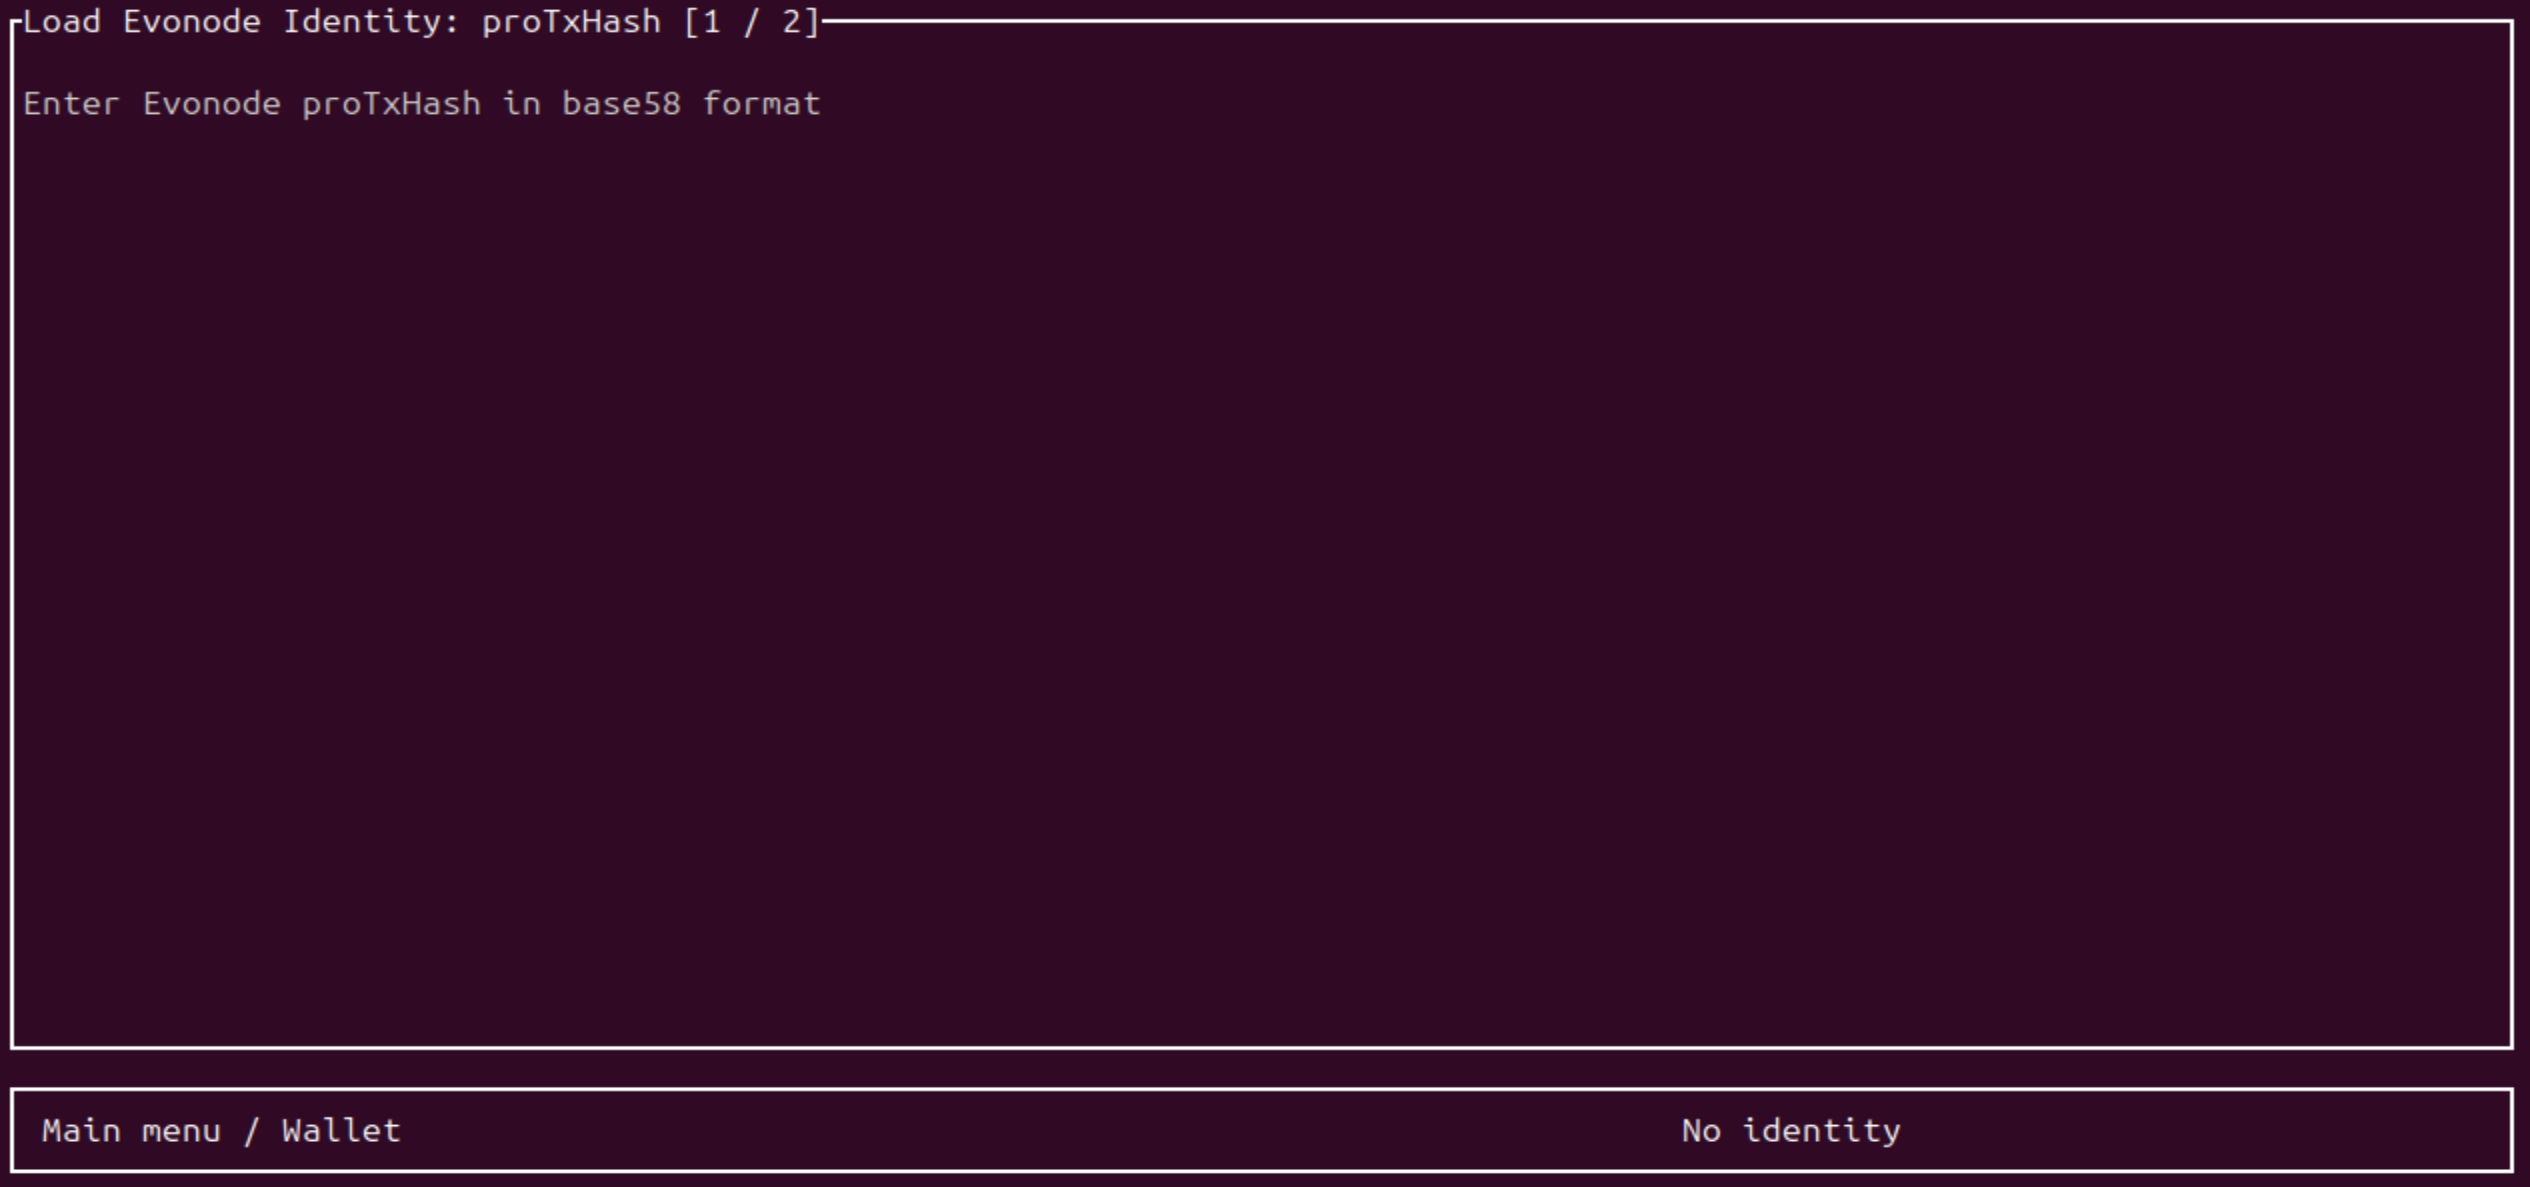 Load Evonode Identity: proTxHash [1 / 2]
Enter Evonode proTxHash in base58 format
Main menu / Wallet
No identity